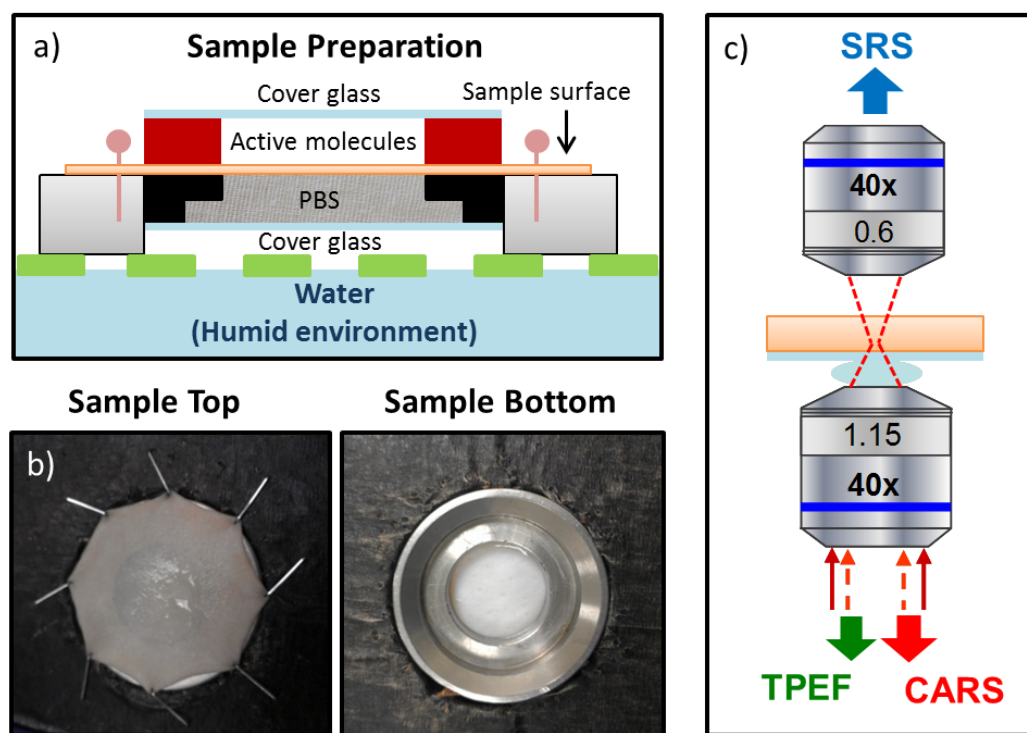 a)
Sample Preparation
Cover glass
Sample surface
Active molecules
PBS
Cover glass
Water
(Humid environment)
Sample Top
Sample Bottom
b)
c)
SRS
40x
0.6
1.15
40x
TPEF
CARS